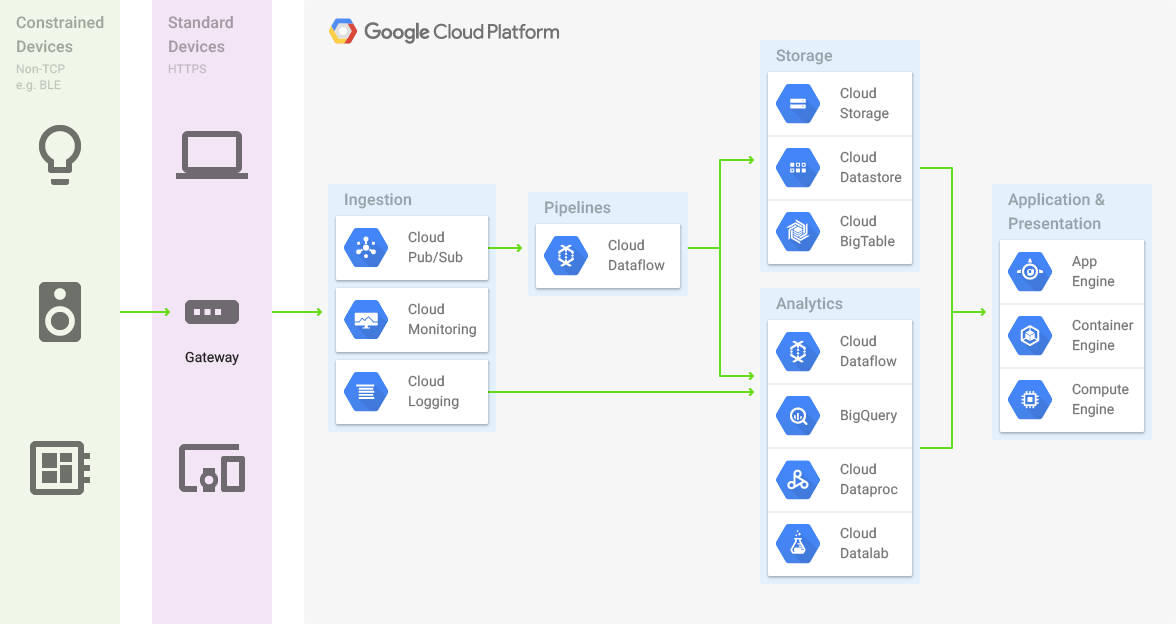 Constrained
Devices
Non-TCP
e.g. BLE
Standard
Devices
HTTPS
Gateway
Google Cloud Platform
Ingestion
Cloud
Pub/Sub
Cloud
Monitoring
Cloud
Logging
Pipelines
Cloud
Dataflow
Storage
Cloud
Storage
Cloud
Datastore
Cloud
BigTable
Analytics
Cloud
Dataflow
BigQuery
Cloud
Dataproc
Cloud
Datalab
Application &
Presentation
App
Engine
Container
Engine
Compute
Engine